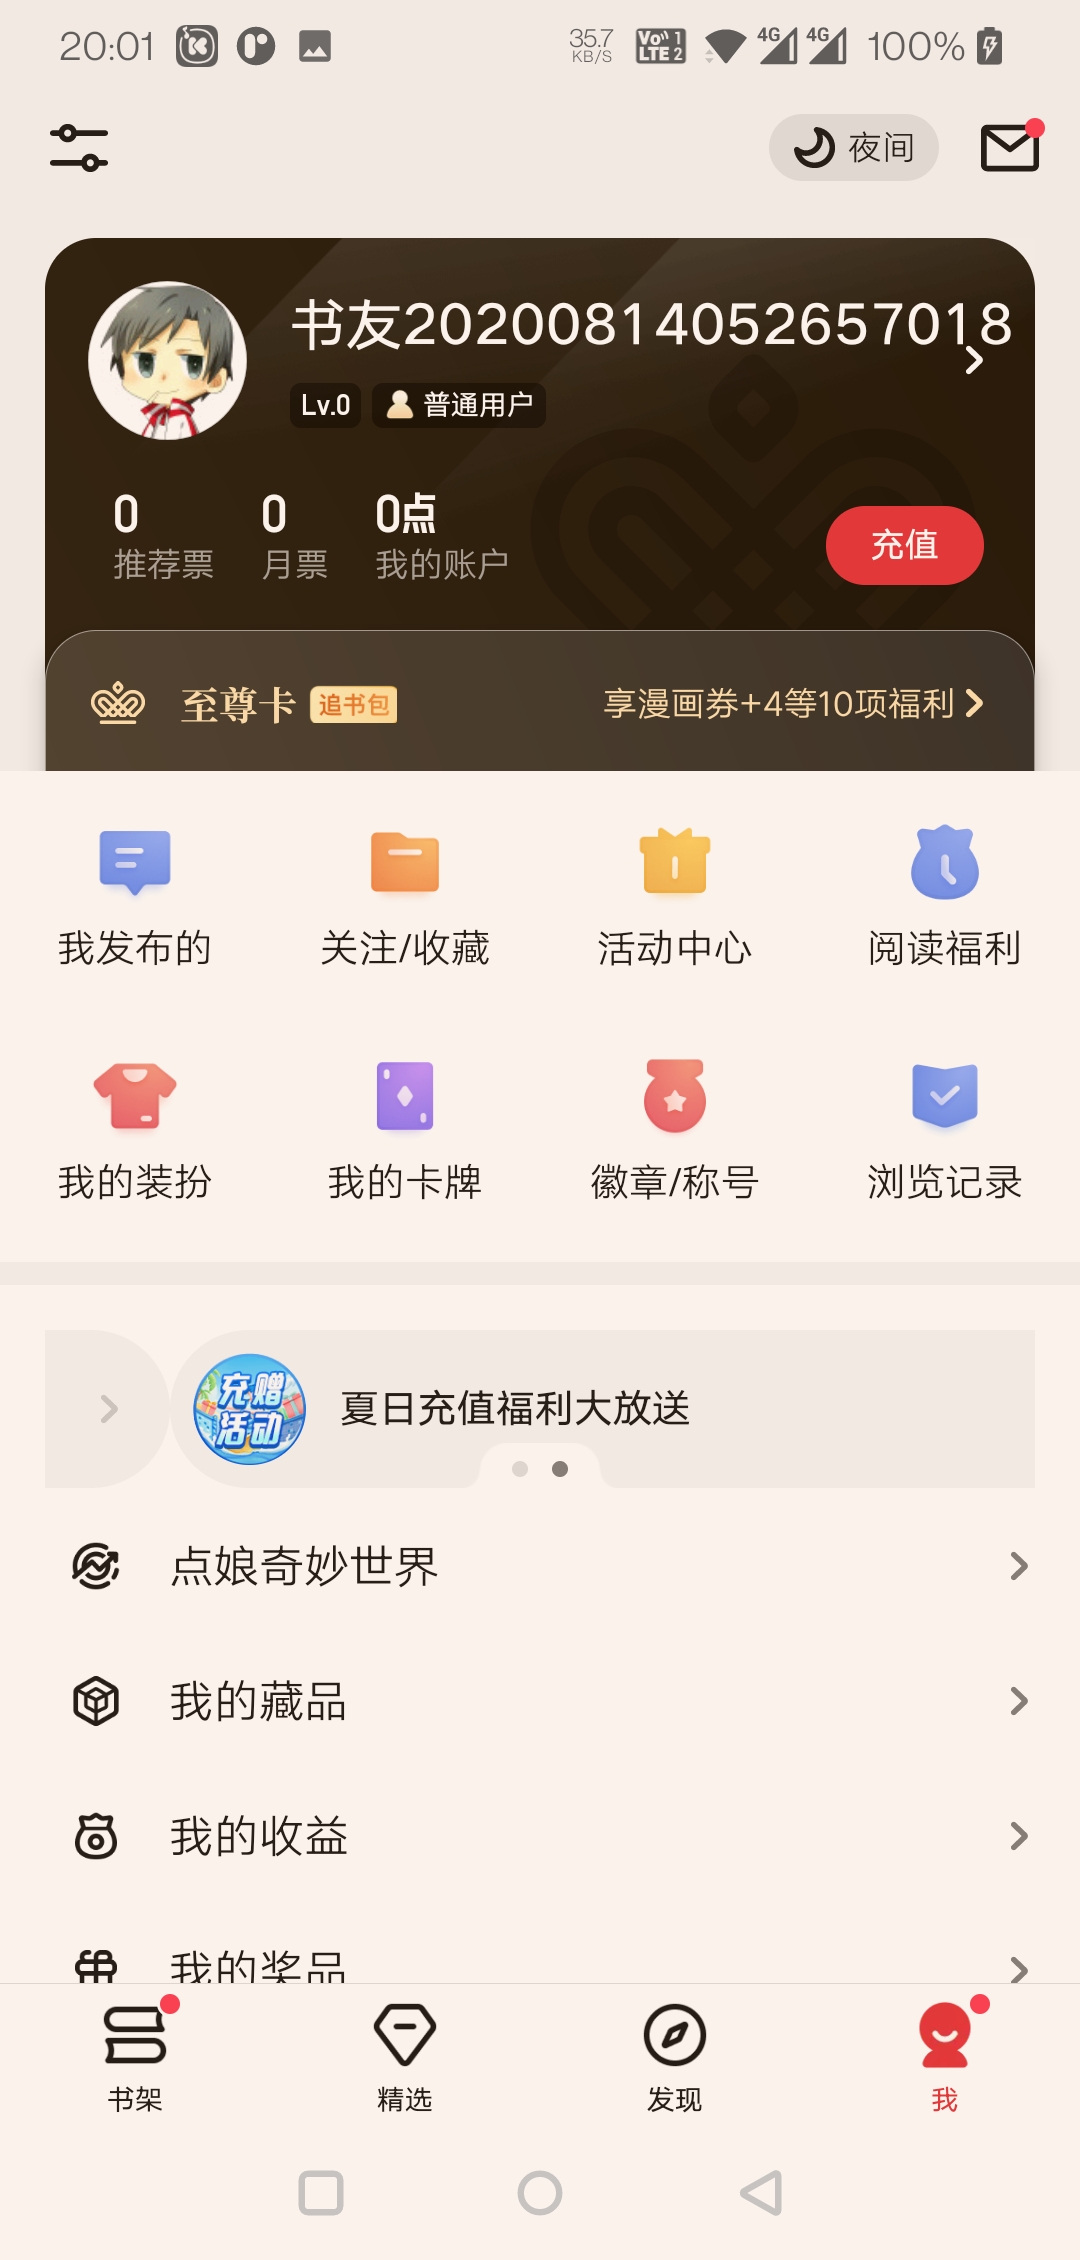 20:01
35.7 KB/S
Vo)) 1 LTE 2
4G 4G 100%
夜间
书友20200814052657018
Lv.0 普通用户
0 0 0点
推荐票 月票 我的账户
充值
至尊卡 追书包 享漫画券+4等10项福利
我发布的 关注/收藏 活动中心 阅读福利
我的装扮 我的卡牌 徽章/称号 浏览记录
充赠
活动
夏日充值福利大放送
点娘奇妙世界
我的藏品
我的收益
我的奖品
书架 精选 发现 我